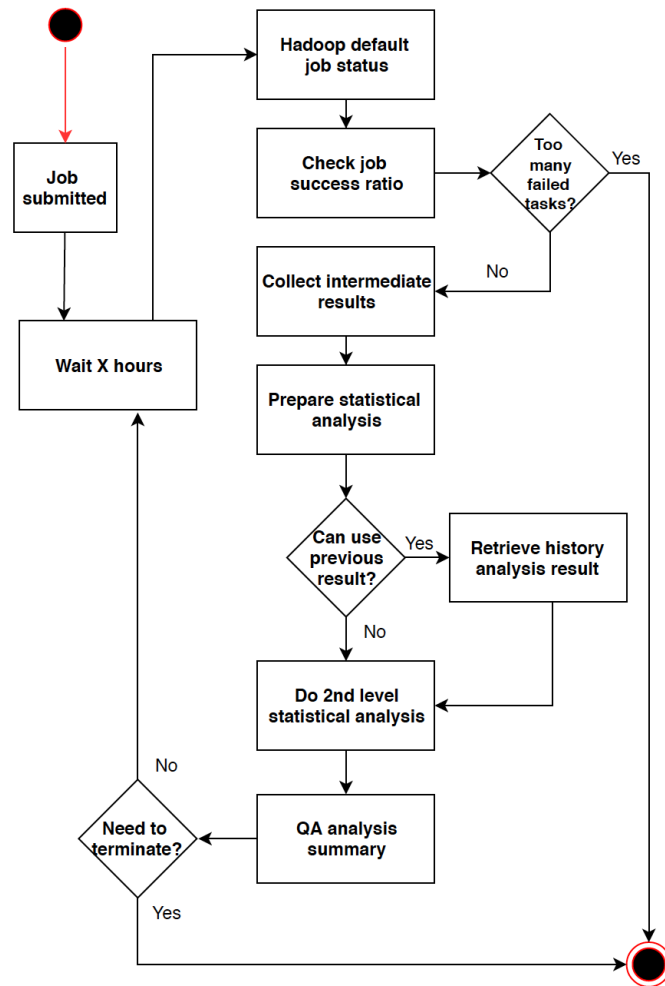 Hadoop default
job status
Job
submitted
Check job
success ratio
Too
many
failed
tasks?
Yes
No
Collect intermediate
results
Wait X hours
Prepare statistical
analysis
Can use
previous
result?
Yes
Retrieve history
analysis result
No
Do 2nd level
statistical analysis
No
QA analysis
summary
Need to
terminate?
Yes